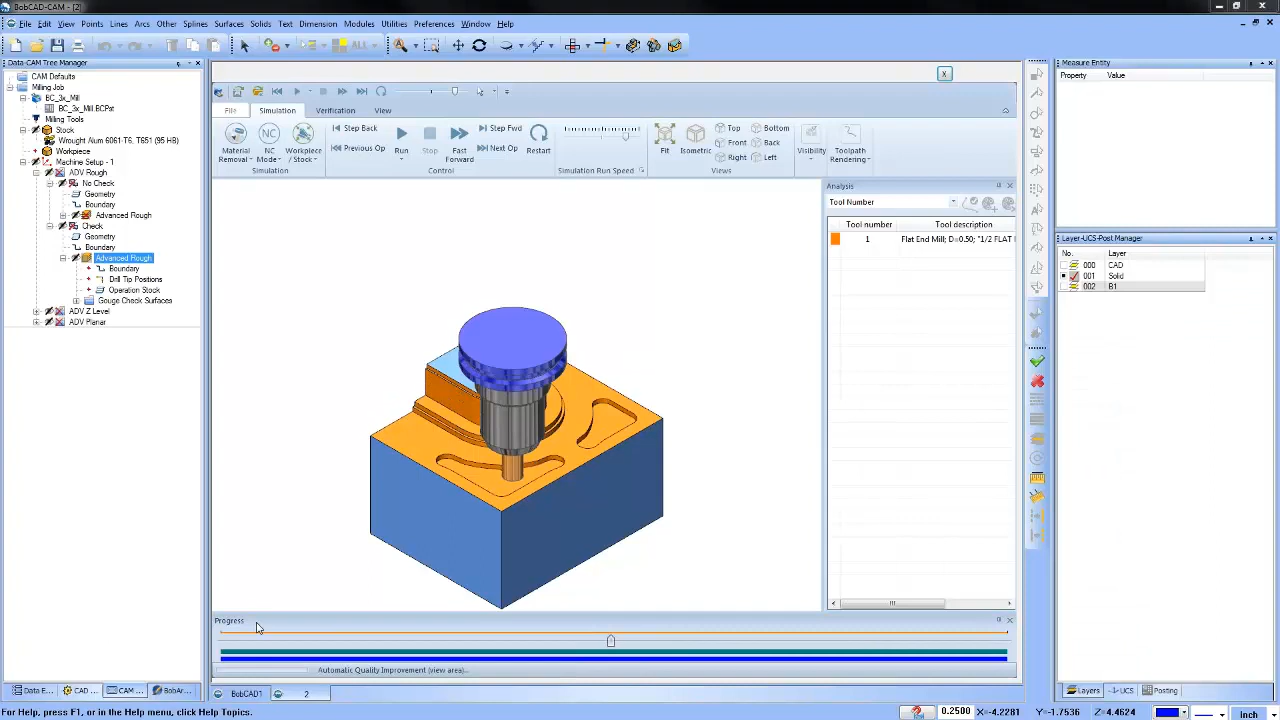 BobCAD-CAM - [2]
File Edit View Points Lines Arcs Other Splines Surfaces Solids Text Dimension Modules Utilities Preferences Window Help
ALL
Data-CAM Tree Manager
CAM Defaults
Milling Job
BC_3x_Mill
BC_3x_Mill.BCPst
Milling Tools
Stock
Wrought Alum 6061-T6, T651 (95 HB)
Workpiece
Machine Setup - 1
ADV Rough
No Check
Geometry
Boundary
Advanced Rough
Check
Geometry
Boundary
Advanced Rough
Boundary
Drill Tip Positions
Operation Stock
Gouge Check Surfaces
ADV Z Level
ADV Planar
Data E... CAD ... CAM ... BobAr...
File Simulation Verification View
Material Removal
NC Mode
Workpiece / Stock
Simulation
Step Back
Previous Op
Run
Stop
Fast Forward
Step Fwd
Next Op
Restart
Control
Simulation Run Speed
Fit
Isometric
Top Bottom
Front Back
Right Left
Views
Visibility
Toolpath Rendering
Analysis
Tool Number
Tool number Tool description
1 Flat End Mill; D=0.50; "1/2 FLAT
Progress
Automatic Quality Improvement (view area)...
BobCAD1 2
Measure Entity
Property Value
Layer-UCS-Post Manager
No. Layer
000 CAD
001 Solid
002 B1
Layers UCS Posting
For Help, press F1, or in the Help menu, click Help Topics.
0.2500 X=-4.2281 Y=-1.7536 Z=4.4624 Inch